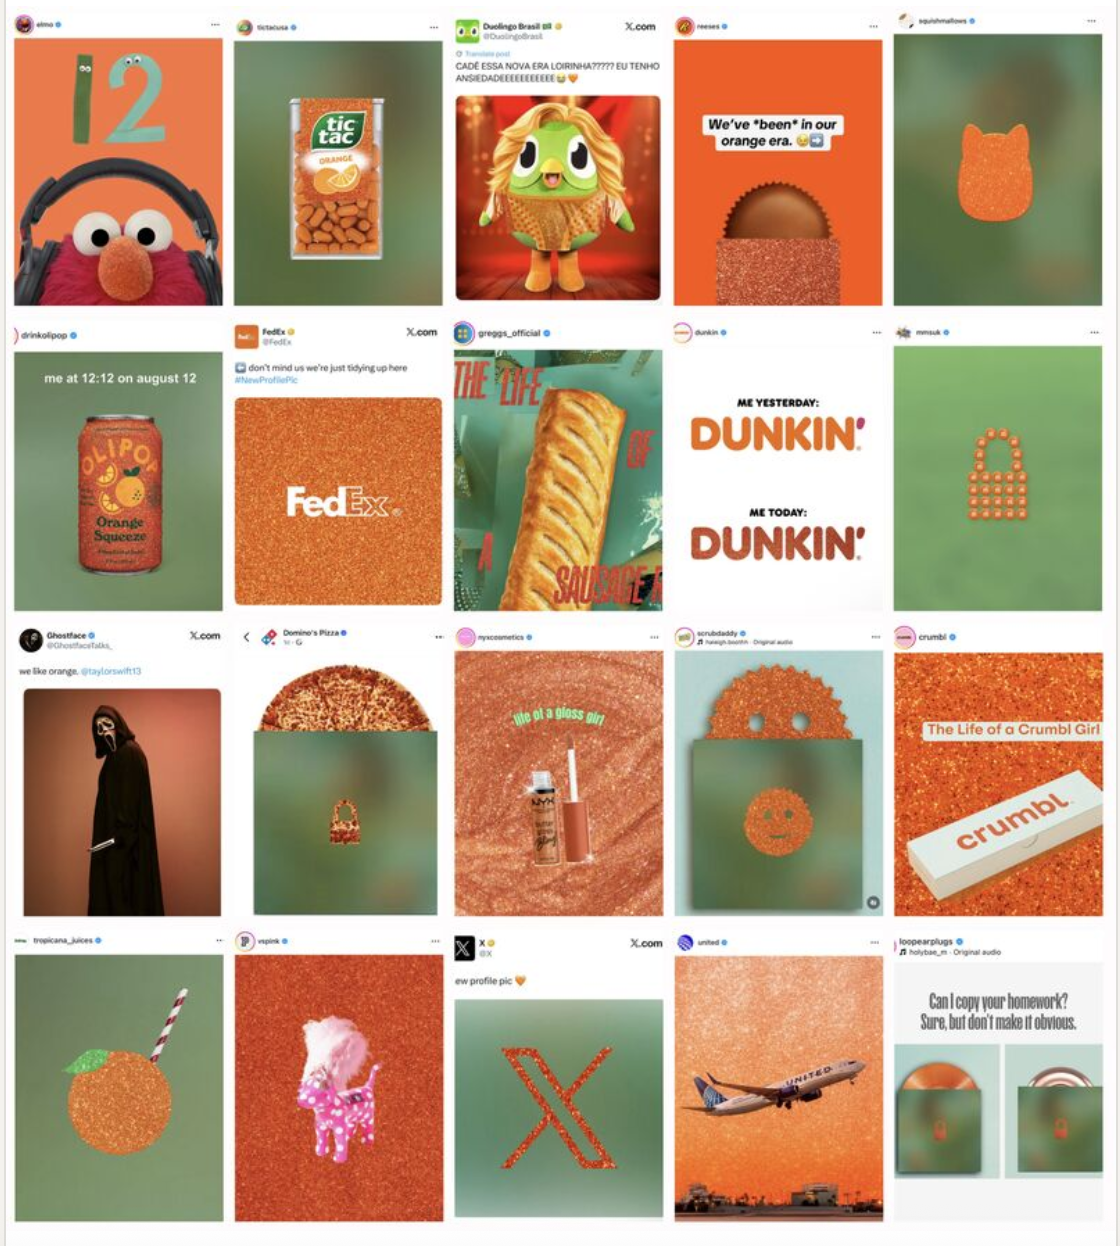 elmo
12
tictacusa
tic
tac
ORANGE
Duolingo Brasil
@DuolingoBrasil
X.com
Translate post
CADÊ ESSA NOVA ERA LOIRINHA????? EU TENHO
ANSIEDADEEEEEEEEEEE😭🧡
reeses
We've *been* in our
orange era. 😌➡️
squishmallows
drinkolipop
me at 12:12 on august 12
OLIPOP
Orange
Squeeze
FedEx
@FedEx
X.com
⬅️ don't mind us we're just tidying up here
#NewProfilePic
FedEx®
greggs_official
THE LIFE
OF
A
SAUSAGE R
dunkin
ME YESTERDAY:
DUNKIN'
ME TODAY:
DUNKIN'
mmsuk
Ghostface
@GhostfaceTalks_
X.com
we like orange. @taylorswift13
Domino's Pizza
nyxcosmetics
life of a gloss girl
NYX
Bling
scrubdaddy
haleigh.boothh · Original audio
crumbl
The Life of a Crumbl Girl
crumbl
tropicana_juices
vspink
X
@X
X.com
ew profile pic 🧡
united
UNITED
loopearplugs
holybae_m · Original audio
Can I copy your homework?
Sure, but don't make it obvious.